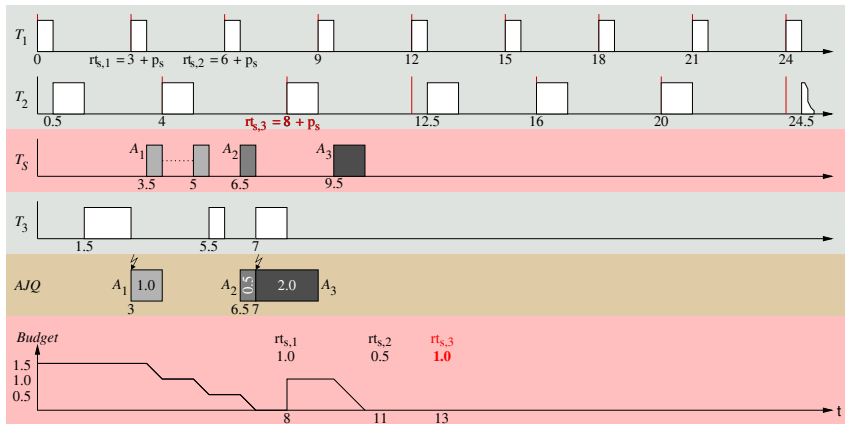 T1
0 rts,1 = 3 + ps rts,2 = 6 + ps 9 12 15 18 21 24
T2
0.5 4 rts,3 = 8 + ps 12.5 16 20 24.5
TS A1 A2 A3
3.5 5 6.5 9.5
T3
1.5 5.5 7
AJQ A1 1.0 A2 0.5 2.0 A3
3 6.5 7
Budget rts,1 rts,2 rts,3
1.0 0.5 1.0
1.5
1.0
0.5
t
8 11 13